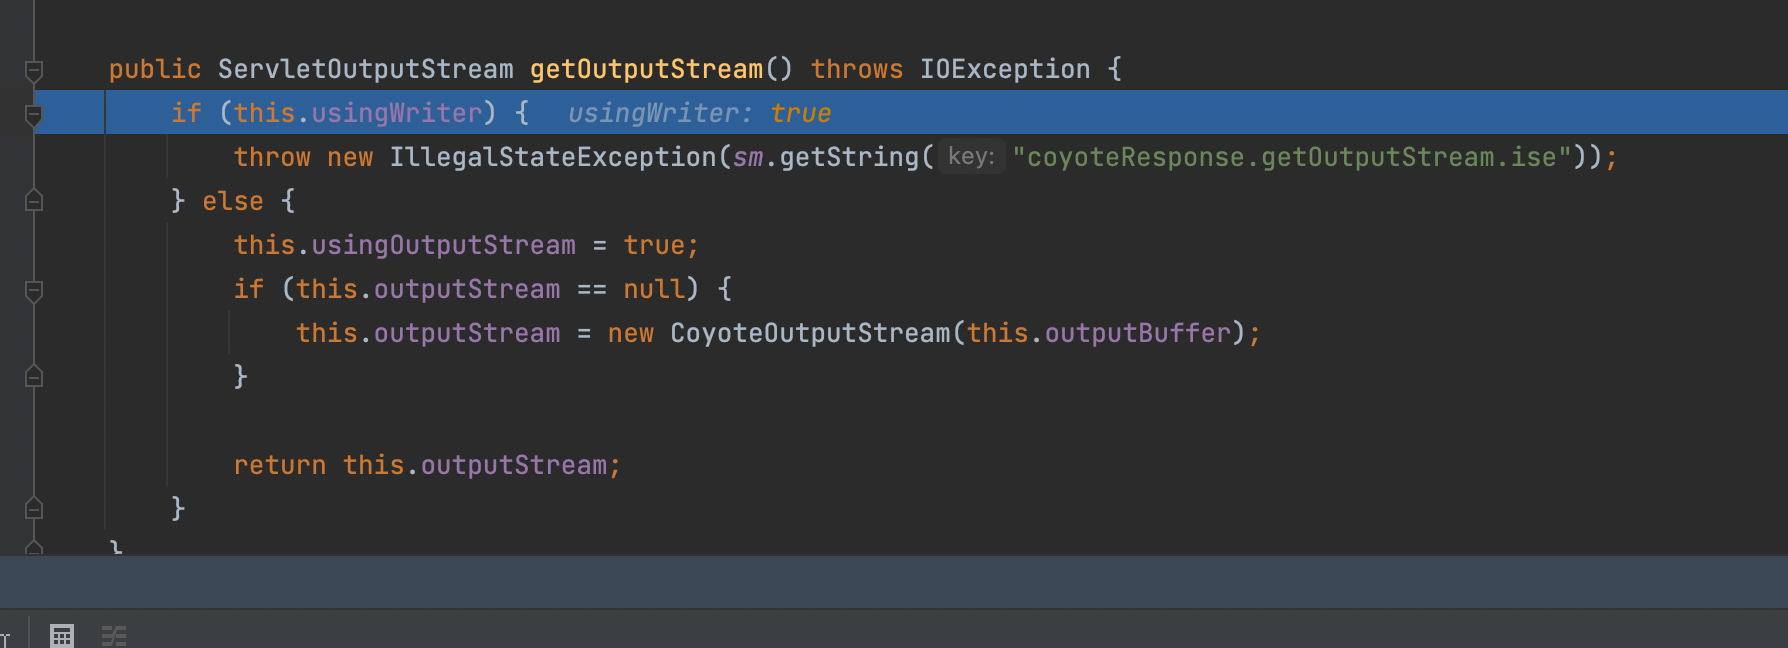 public ServletOutputStream getOutputStream() throws IOException {
if (this.usingWriter) { usingWriter: true
throw new IllegalStateException(sm.getString( key: "coyoteResponse.getOutputStream.ise"));
} else {
this.usingOutputStream = true;
if (this.outputStream == null) {
this.outputStream = new CoyoteOutputStream(this.outputBuffer);
}
return this.outputStream;
}
}